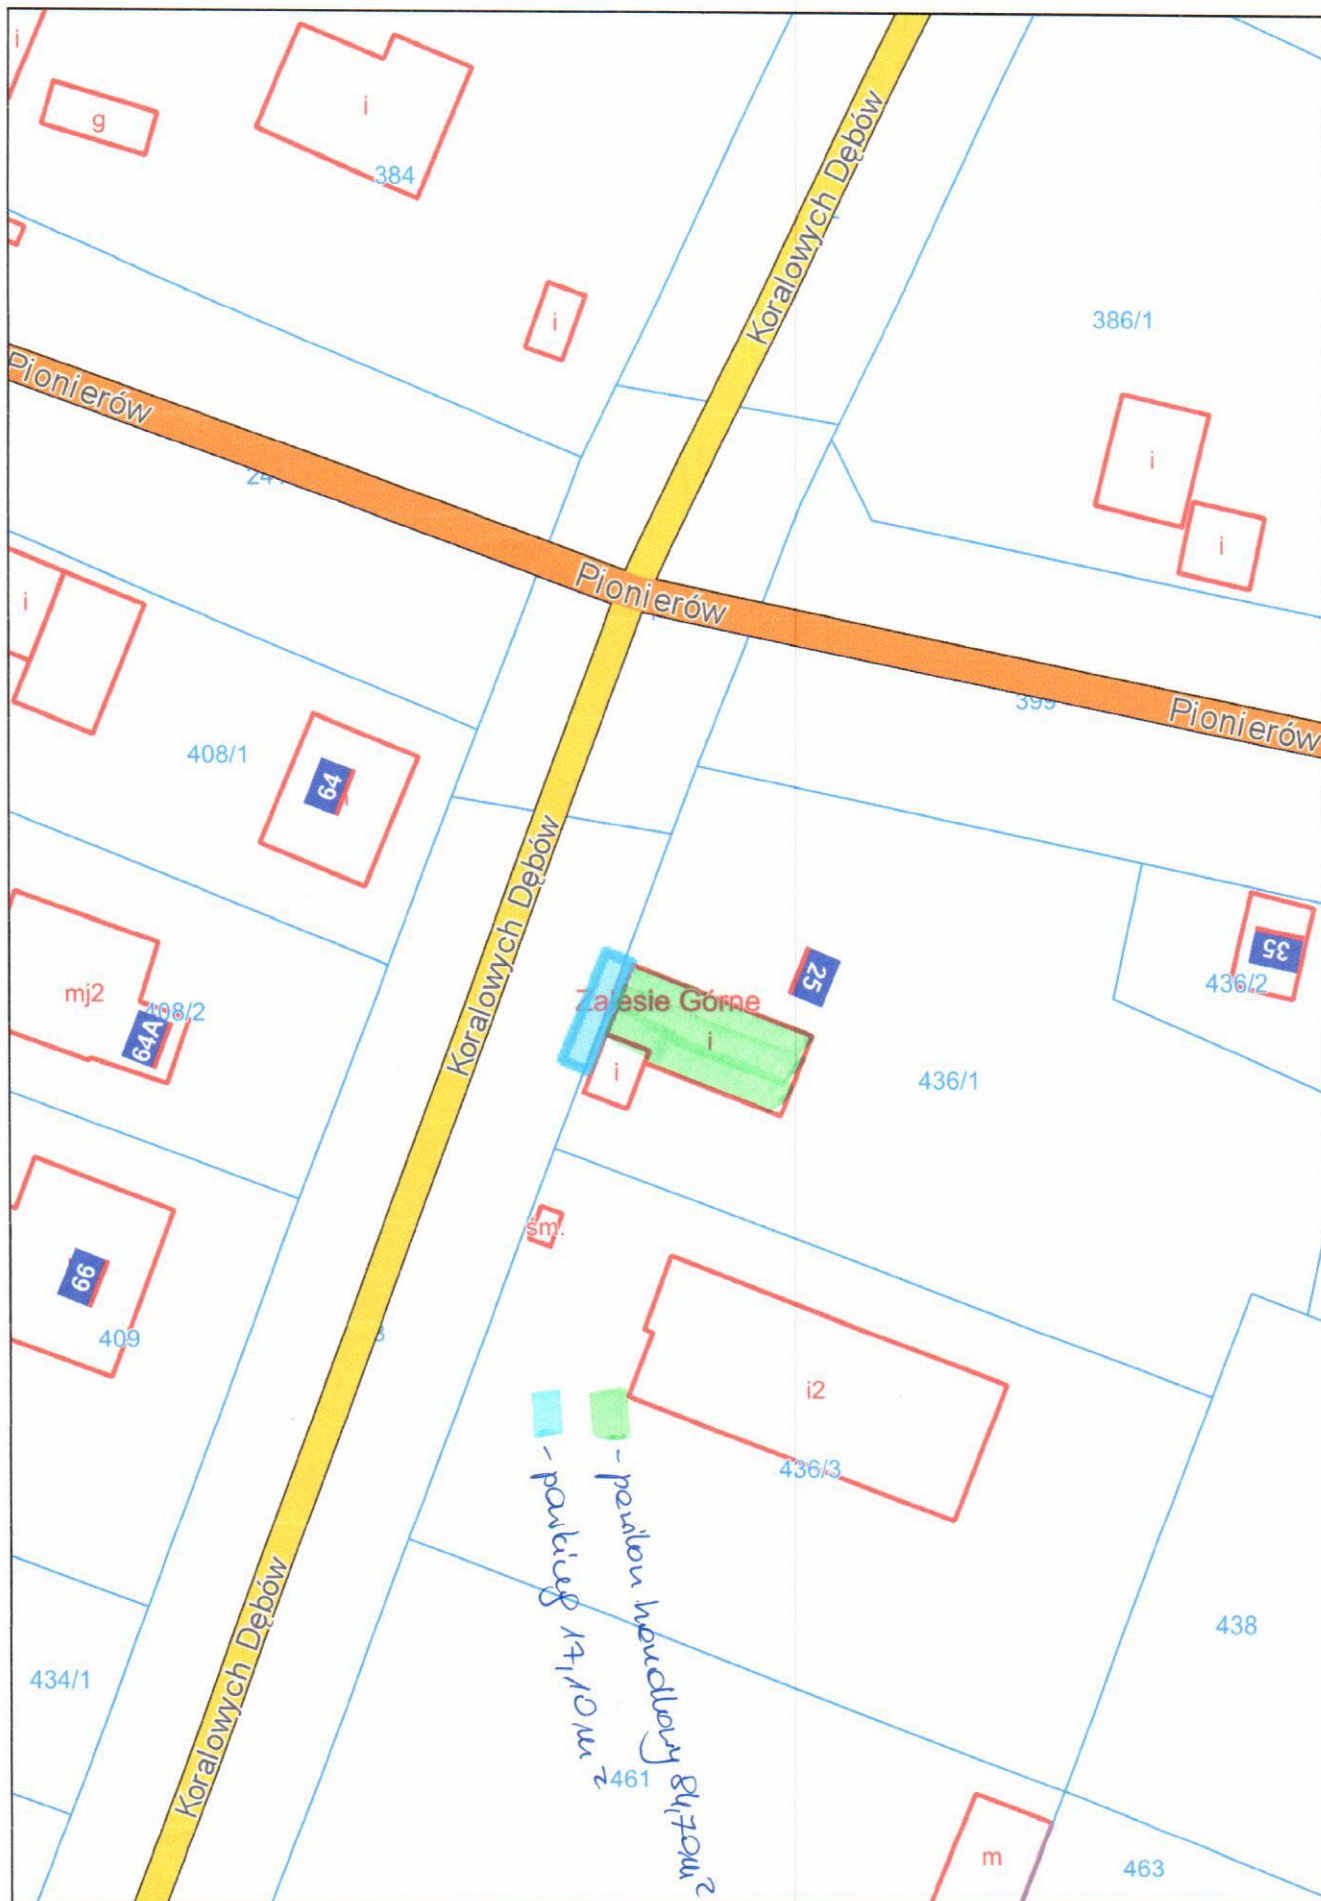 i
g
i
384
Koralowych Dębów
i
386/1
Pionierów
i
24
i
Pionierów
i
399
Pionierów
408/1
64
Koralowych Dębów
35
25
436/2
mj2
Zalesie Górne
408/2
64A
i
i
436/1
śm.
66
409
3
i2
436/3
- pawilon handlowy 84,70m²
- parking 17,10m²
Koralowych Dębów
438
434/1
461
m
463